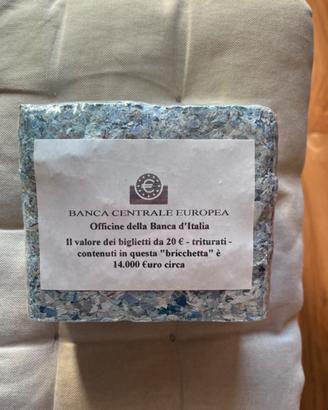 BANCA CENTRALE EUROPEA
Officine della Banca d'Italia
Il valore dei biglietti da 20 € - triturati -
contenuti in questa "bricchetta" è
14.000 €uro circa